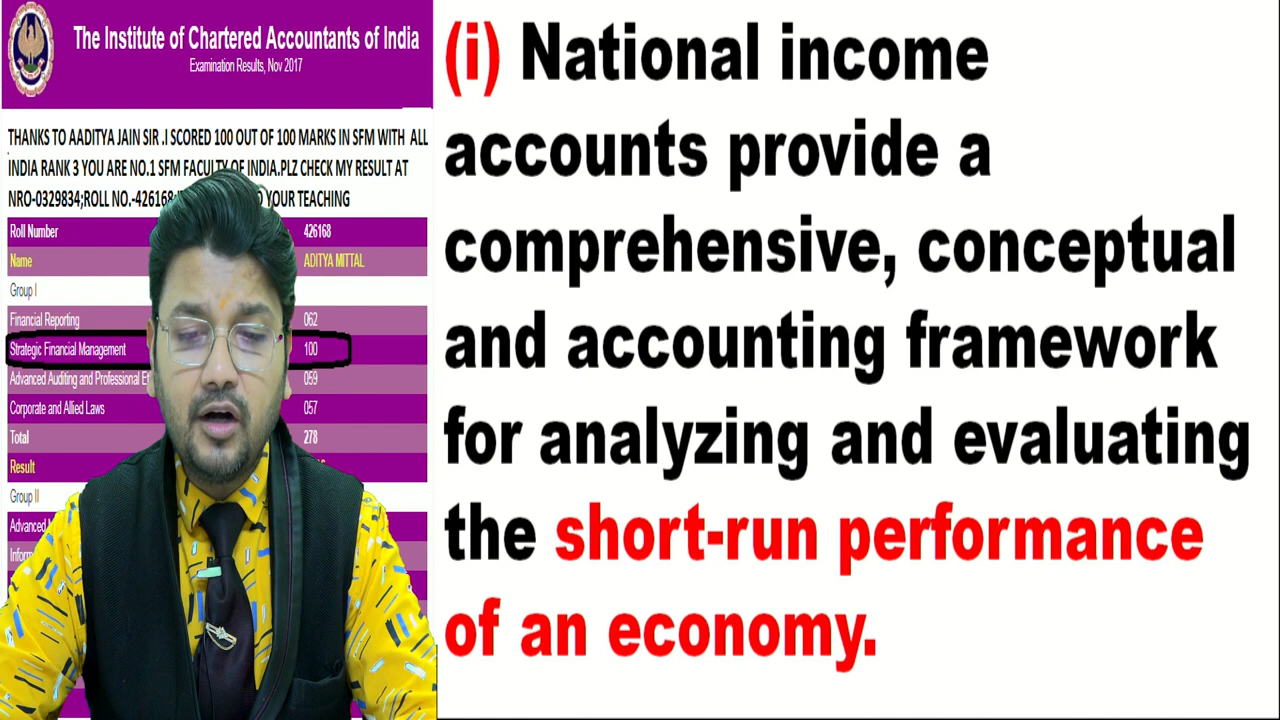 The Institute of Chartered Accountants of India
Examination Results, Nov 2017
THANKS TO AADITYA JAIN SIR .I SCORED 100 OUT OF 100 MARKS IN SFM WITH ALL
INDIA RANK 3 YOU ARE NO.1 SFM FACULTY OF INDIA.PLZ CHECK MY RESULT AT
NRO-0329834;ROLL NO.-426168 YOUR TEACHING
Roll Number 426168
Name ADITYA MITTAL
Group I
Financial Reporting 062
Strategic Financial Management 100
Advanced Auditing and Professional 059
Corporate and Allied Laws 057
Total 278
Result
Group II
(i) National income
accounts provide a
comprehensive, conceptual
and accounting framework
for analyzing and evaluating
the short-run performance
of an economy.